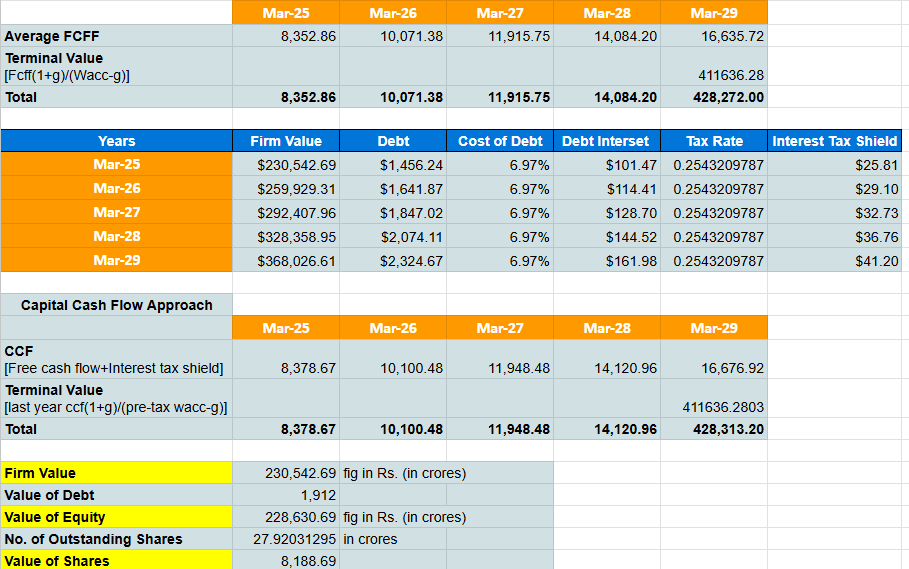 Mar-25 Mar-26 Mar-27 Mar-28 Mar-29
Average FCFF 8,352.86 10,071.38 11,915.75 14,084.20 16,635.72
Terminal Value
[Fcff(1+g)/(Wacc-g)] 411636.28
Total 8,352.86 10,071.38 11,915.75 14,084.20 428,272.00
Years Firm Value Debt Cost of Debt Debt Interset Tax Rate Interest Tax Shield
Mar-25 $230,542.69 $1,456.24 6.97% $101.47 0.2543209787 $25.81
Mar-26 $259,929.31 $1,641.87 6.97% $114.41 0.2543209787 $29.10
Mar-27 $292,407.96 $1,847.02 6.97% $128.70 0.2543209787 $32.73
Mar-28 $328,358.95 $2,074.11 6.97% $144.52 0.2543209787 $36.76
Mar-29 $368,026.61 $2,324.67 6.97% $161.98 0.2543209787 $41.20
Capital Cash Flow Approach
Mar-25 Mar-26 Mar-27 Mar-28 Mar-29
CCF
[Free cash flow+Interest tax shield] 8,378.67 10,100.48 11,948.48 14,120.96 16,676.92
Terminal Value
[last year ccf(1+g)/(pre-tax wacc-g)] 411636.2803
Total 8,378.67 10,100.48 11,948.48 14,120.96 428,313.20
Firm Value 230,542.69 fig in Rs. (in crores)
Value of Debt 1,912
Value of Equity 228,630.69 fig in Rs. (in crores)
No. of Outstanding Shares 27.92031295 in crores
Value of Shares 8,188.69